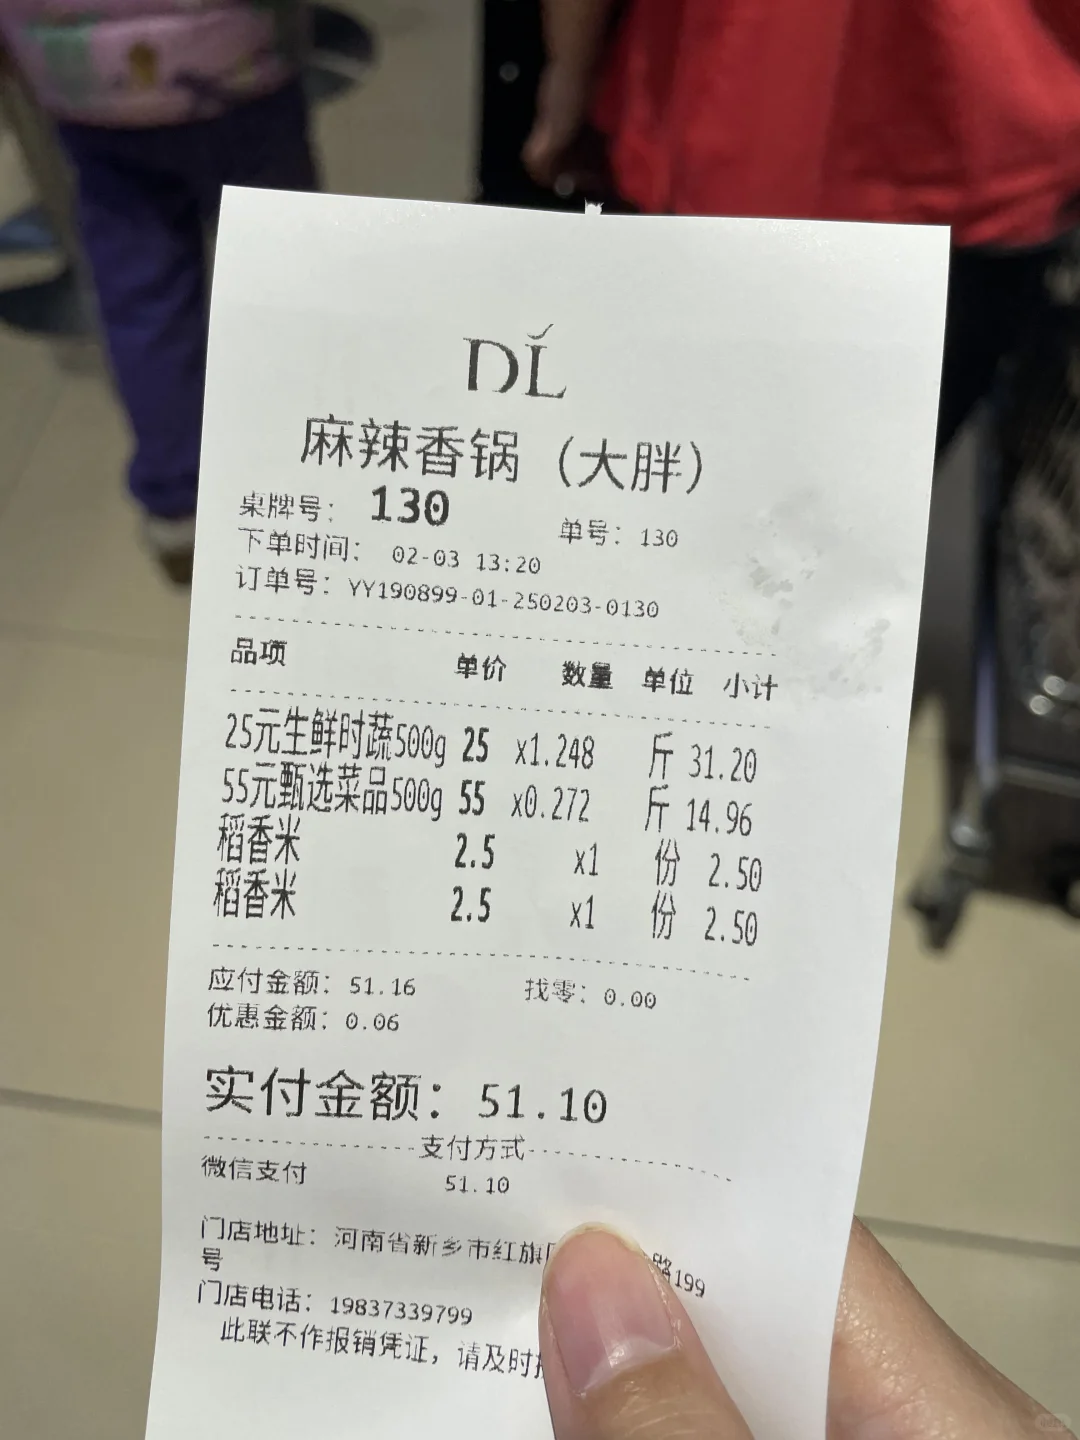 DL
麻辣香锅（大胖）
桌牌号： 130 单号：130
下单时间： 02-03 13:20
订单号：YY190899-01-250203-0130
品项 单价 数量 单位 小计
25元生鲜时蔬500g 25 x1.248 斤 31.20
55元甄选菜品500g 55 x0.272 斤 14.96
稻香米 2.5 x1 份 2.50
稻香米 2.5 x1 份 2.50
应付金额：51.16 找零：0.00
优惠金额：0.06
实付金额：51.10
支付方式
微信支付 51.10
门店地址：河南省新乡市红旗 路199
号
门店电话：19837339799
此联不作报销凭证，请及时